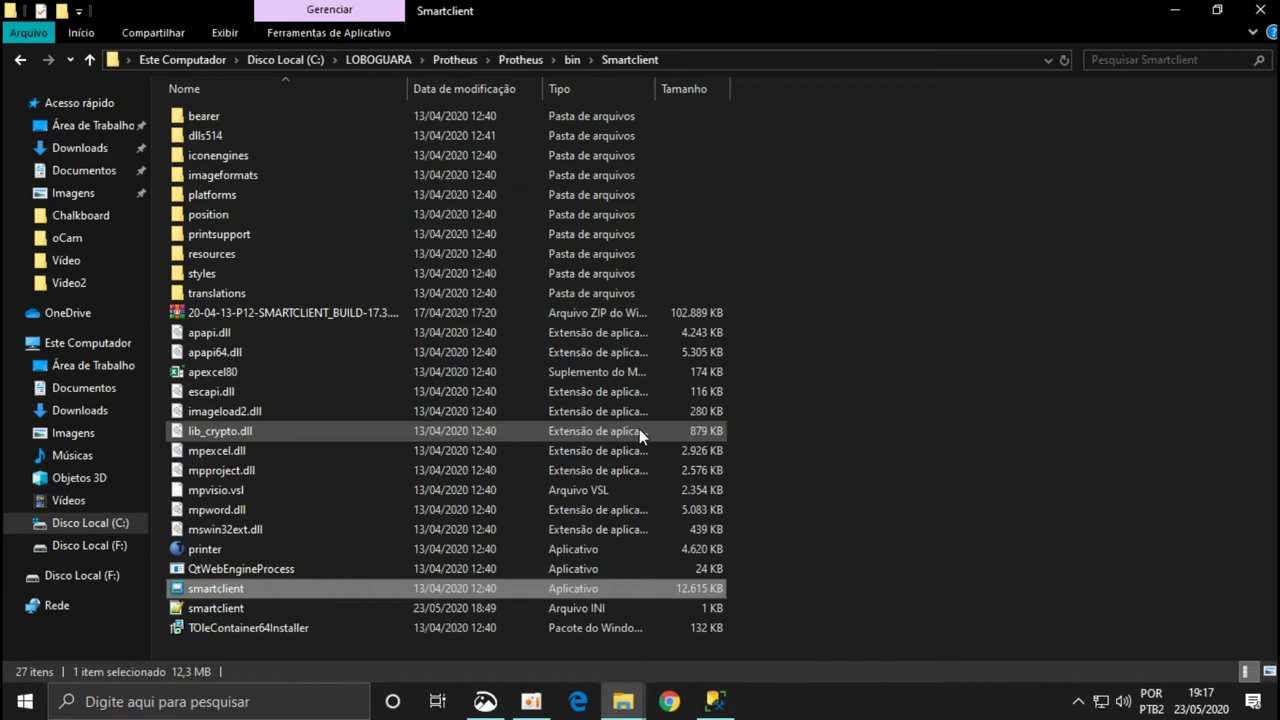 Gerenciar
Smartclient
Arquivo
Início
Compartilhar
Exibir
Ferramentas de Aplicativo
Este Computador
Disco Local (C:)
LOBOGUARA
Protheus
Protheus
bin
Smartclient
Pesquisar Smartclient
Nome
Data de modificação
Tipo
Tamanho
Acesso rápido
Área de Trabalho
Downloads
Documentos
Imagens
Chalkboard
oCam
Vídeo
Video2
OneDrive
Este Computador
Área de Trabalho
Documentos
Downloads
Imagens
Músicas
Objetos 3D
Vídeos
Disco Local (C:)
Disco Local (F:)
Disco Local (F:)
Rede
bearer 13/04/2020 12:40 Pasta de arquivos
dlls514 13/04/2020 12:41 Pasta de arquivos
iconengines 13/04/2020 12:40 Pasta de arquivos
imageformats 13/04/2020 12:40 Pasta de arquivos
platforms 13/04/2020 12:40 Pasta de arquivos
position 13/04/2020 12:40 Pasta de arquivos
printsupport 13/04/2020 12:40 Pasta de arquivos
resources 13/04/2020 12:40 Pasta de arquivos
styles 13/04/2020 12:40 Pasta de arquivos
translations 13/04/2020 12:40 Pasta de arquivos
20-04-13-P12-SMARTCLIENT_BUILD-17.3.... 17/04/2020 17:20 Arquivo ZIP do Wi... 102.889 KB
apapi.dll 13/04/2020 12:40 Extensão de aplica... 4.243 KB
apapi64.dll 13/04/2020 12:40 Extensão de aplica... 5.305 KB
apexcel80 13/04/2020 12:40 Suplemento do M... 174 KB
escapi.dll 13/04/2020 12:40 Extensão de aplica... 116 KB
imageload2.dll 13/04/2020 12:40 Extensão de aplica... 280 KB
lib_crypto.dll 13/04/2020 12:40 Extensão de aplica... 879 KB
mpexcel.dll 13/04/2020 12:40 Extensão de aplica... 2.926 KB
mpproject.dll 13/04/2020 12:40 Extensão de aplica... 2.576 KB
mpvisio.vsl 13/04/2020 12:40 Arquivo VSL 2.354 KB
mpword.dll 13/04/2020 12:40 Extensão de aplica... 5.083 KB
mswin32ext.dll 13/04/2020 12:40 Extensão de aplica... 439 KB
printer 13/04/2020 12:40 Aplicativo 4.620 KB
QtWebEngineProcess 13/04/2020 12:40 Aplicativo 24 KB
smartclient 13/04/2020 12:40 Aplicativo 12.615 KB
smartclient 23/05/2020 18:49 Arquivo INI 1 KB
TOleContainer64Installer 13/04/2020 12:40 Pacote do Windo... 132 KB
27 itens
1 item selecionado 12,3 MB
Digite aqui para pesquisar
POR
PTB2
19:17
23/05/2020